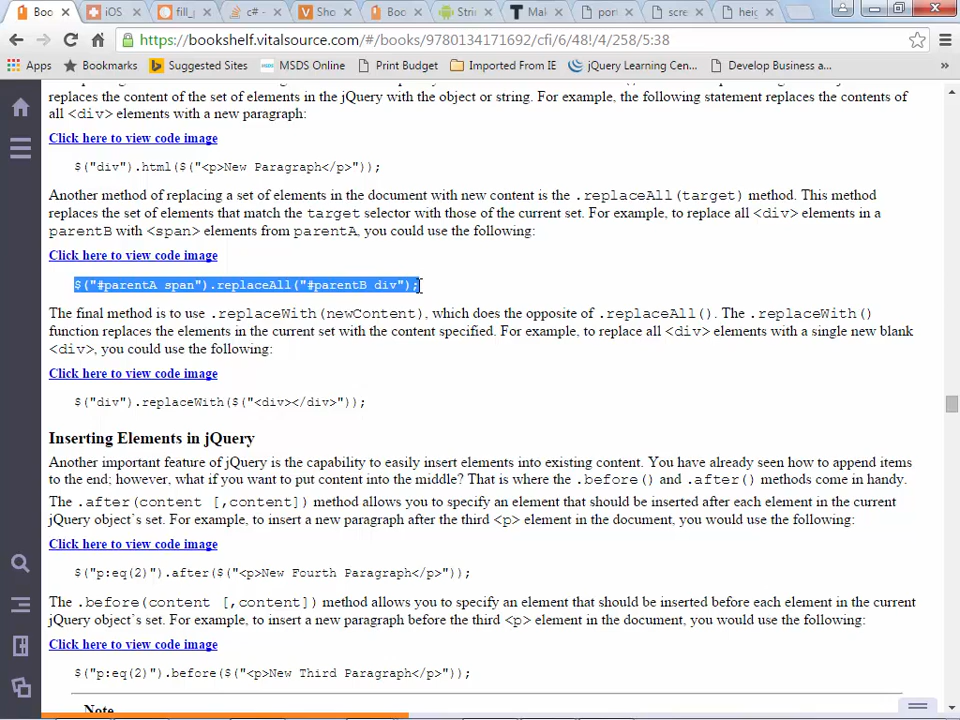 Boo × iOS × fill_ × c# - × Sho × Boo × Strin × Mal × port × scre × heig ×
https://bookshelf.vitalsource.com/#/books/9780134171692/cfi/6/48!/4/258/5:38
Apps Bookmarks Suggested Sites MSDS Online Print Budget Imported From IE jQuery Learning Cen... Develop Business a... »
replaces the content of the set of elements in the jQuery with the object or string. For example, the following statement replaces the contents of
all <div> elements with a new paragraph:
Click here to view code image
$("div").html($("<p>New Paragraph</p>"));
Another method of replacing a set of elements in the document with new content is the .replaceAll(target) method. This method
replaces the set of elements that match the target selector with those of the current set. For example, to replace all <div> elements in a
parentB with <span> elements from parentA, you could use the following:
Click here to view code image
$("#parentA span").replaceAll("#parentB div");
The final method is to use .replaceWith(newContent), which does the opposite of .replaceAll(). The .replaceWith()
function replaces the elements in the current set with the content specified. For example, to replace all <div> elements with a single new blank
<div>, you could use the following:
Click here to view code image
$("div").replaceWith($("<div></div>"));
Inserting Elements in jQuery
Another important feature of jQuery is the capability to easily insert elements into existing content. You have already seen how to append items
to the end; however, what if you want to put content into the middle? That is where the .before() and .after() methods come in handy.
The .after(content [,content]) method allows you to specify an element that should be inserted after each element in the current
jQuery object`s set. For example, to insert a new paragraph after the third <p> element in the document, you would use the following:
Click here to view code image
$("p:eq(2)").after($("<p>New Fourth Paragraph</p>"));
The .before(content [,content]) method allows you to specify an element that should be inserted before each element in the current
jQuery object`s set. For example, to insert a new paragraph before the third <p> element in the document, you would use the following:
Click here to view code image
$("p:eq(2)").before($("<p>New Third Paragraph</p>"));
Note